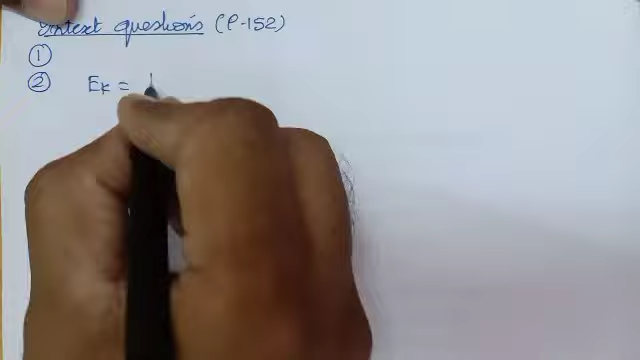 Intext questions (P-152)
①
② Ek =